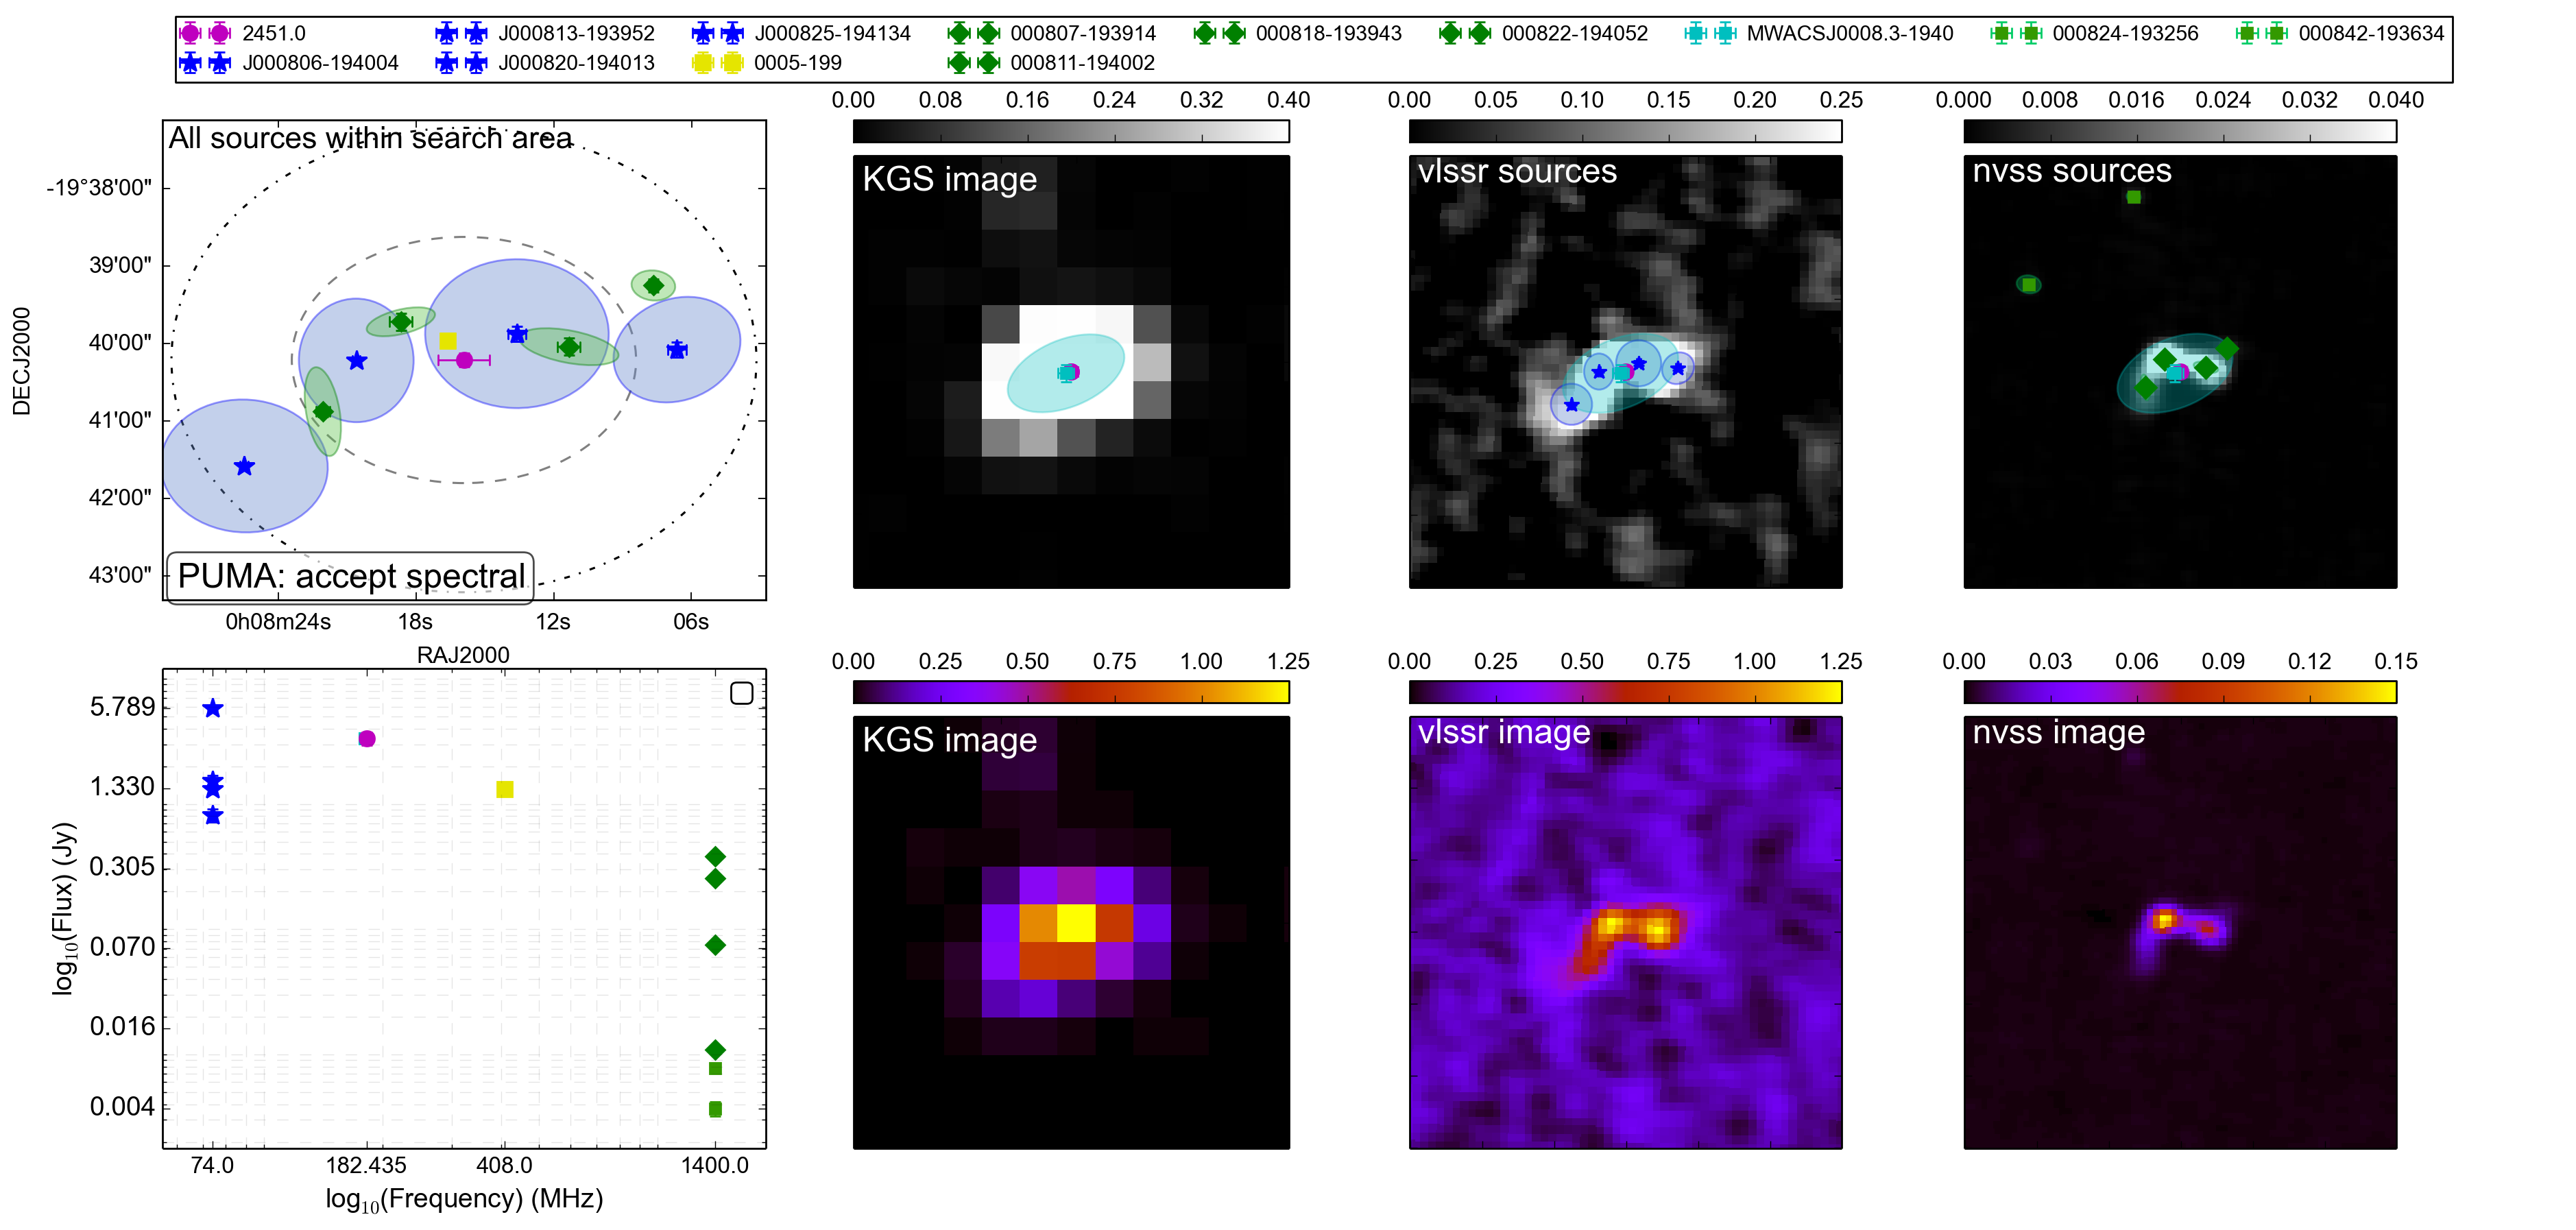 2451.0 J000813-193952 J000825-194134 000807-193914 000818-193943 000822-194052 MWACSJ0008.3-1940 000824-193256 000842-193634
J000806-194004 J000820-194013 0005-199 000811-194002
All sources within search area
-19°38'00"
39'00"
40'00"
41'00"
42'00"
43'00"
DECJ2000
PUMA: accept spectral
0h08m24s 18s 12s 06s
RAJ2000
0.00 0.08 0.16 0.24 0.32 0.40
KGS image
0.00 0.05 0.10 0.15 0.20 0.25
vlssr sources
0.000 0.008 0.016 0.024 0.032 0.040
nvss sources
5.789
1.330
0.305
0.070
0.016
0.004
log10(Flux) (Jy)
74.0 182.435 408.0 1400.0
log10(Frequency) (MHz)
0.00 0.25 0.50 0.75 1.00 1.25
KGS image
0.00 0.25 0.50 0.75 1.00 1.25
vlssr image
0.00 0.03 0.06 0.09 0.12 0.15
nvss image